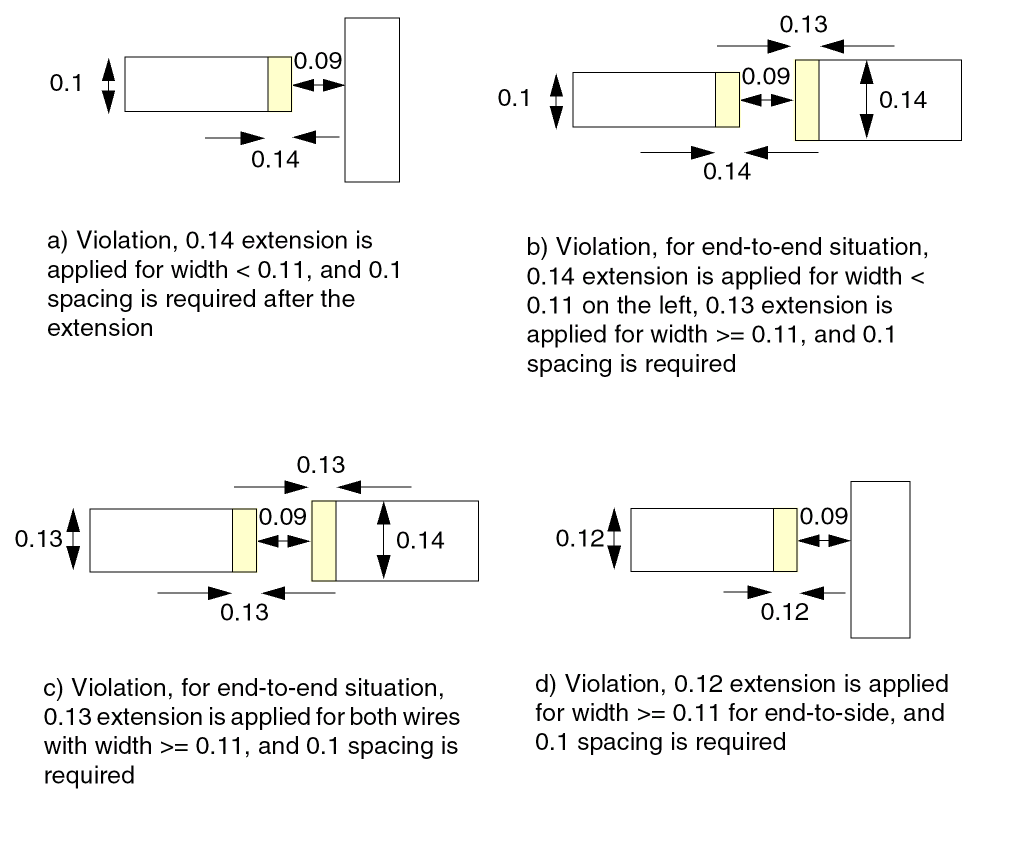 0.1
0.09
0.14
a) Violation, 0.14 extension is
applied for width < 0.11, and 0.1
spacing is required after the
extension
0.13
0.1
0.09
0.14
0.14
b) Violation, for end-to-end situation,
0.14 extension is applied for width <
0.11 on the left, 0.13 extension is
applied for width >= 0.11, and 0.1
spacing is required
0.13
0.13
0.09
0.14
0.13
c) Violation, for end-to-end situation,
0.13 extension is applied for both wires
with width >= 0.11, and 0.1 spacing is
required
0.12
0.09
0.12
d) Violation, 0.12 extension is applied
for width >= 0.11 for end-to-side, and
0.1 spacing is required